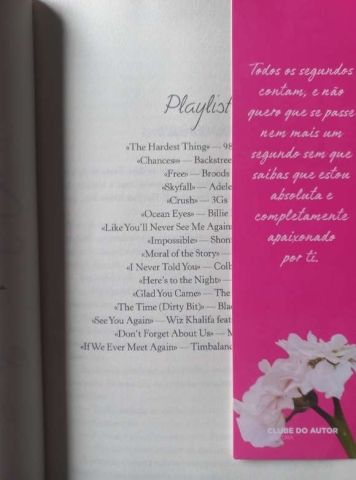 Playlist
«The Hardest Thing» — 98
«Chances» — Backstree
«Free» — Broods
«Skyfall» — Adele
«Crush» — 3Gs
«Ocean Eyes» — Billie
«Like You'll Never See Me Again
«Impossible» — Shon
«Moral of the Story» —
«I Never Told You» — Colb
«Here's to the Night» —
«Glad You Came» — The
«The Time (Dirty Bit)» — Bla
«See You Again» — Wiz Khalifa feat
«Don't Forget About Us» — M
«If We Ever Meet Again» — Timbalan
Todos os segundos
contam, e não
quero que se passe
nem mais um
segundo sem que
saibas que estou
absoluta e
completamente
apaixonado
por ti.
CLUBE DO AUTOR